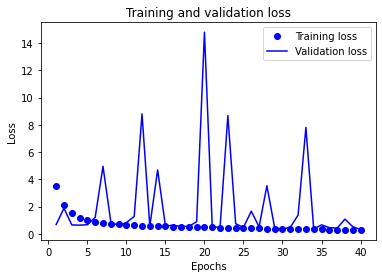 Training and validation loss
Training loss
Validation loss
Loss
14
12
10
8
6
4
2
0
0 5 10 15 20 25 30 35 40
Epochs